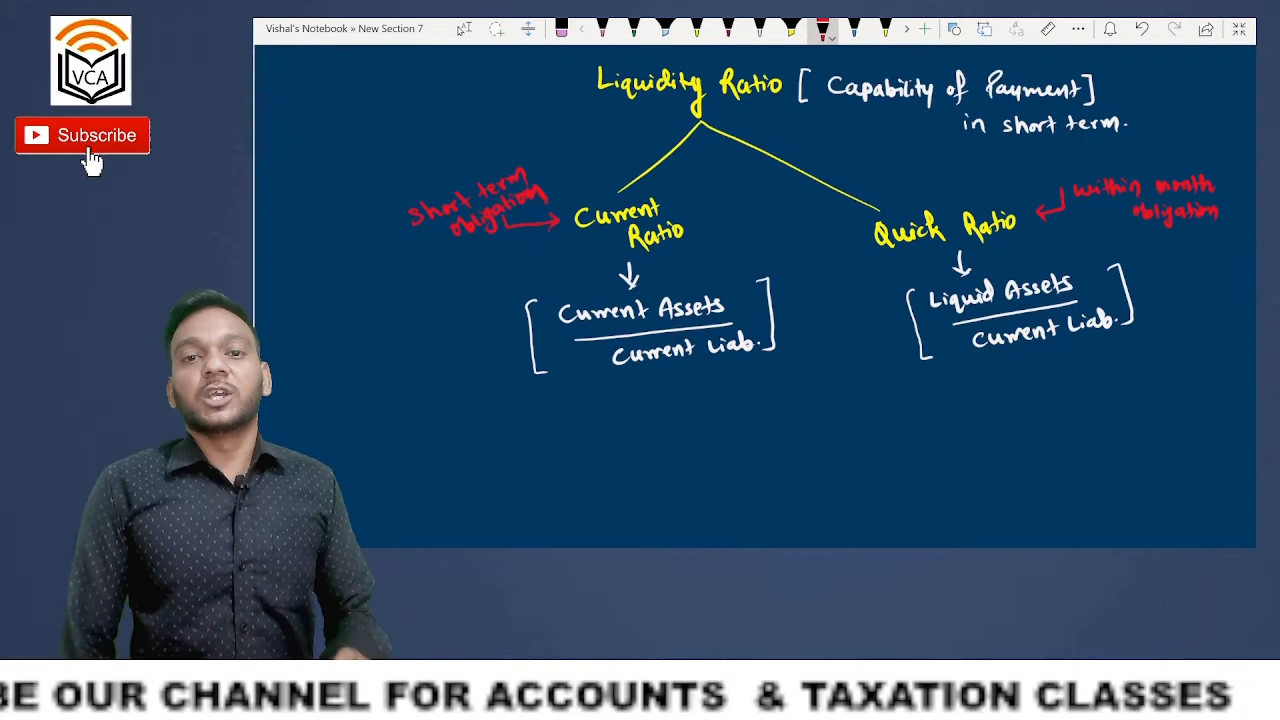 VCA
Subscribe
Vishal's Notebook » New Section 7
Liquidity Ratio [ Capability of Payment ]
in short term.
short term
obligation
Current
Ratio
Quick Ratio
within month
obligation
Current Assets
Current Liab.
Liquid Assets
Current Liab.
BE OUR CHANNEL FOR ACCOUNTS & TAXATION CLASSES